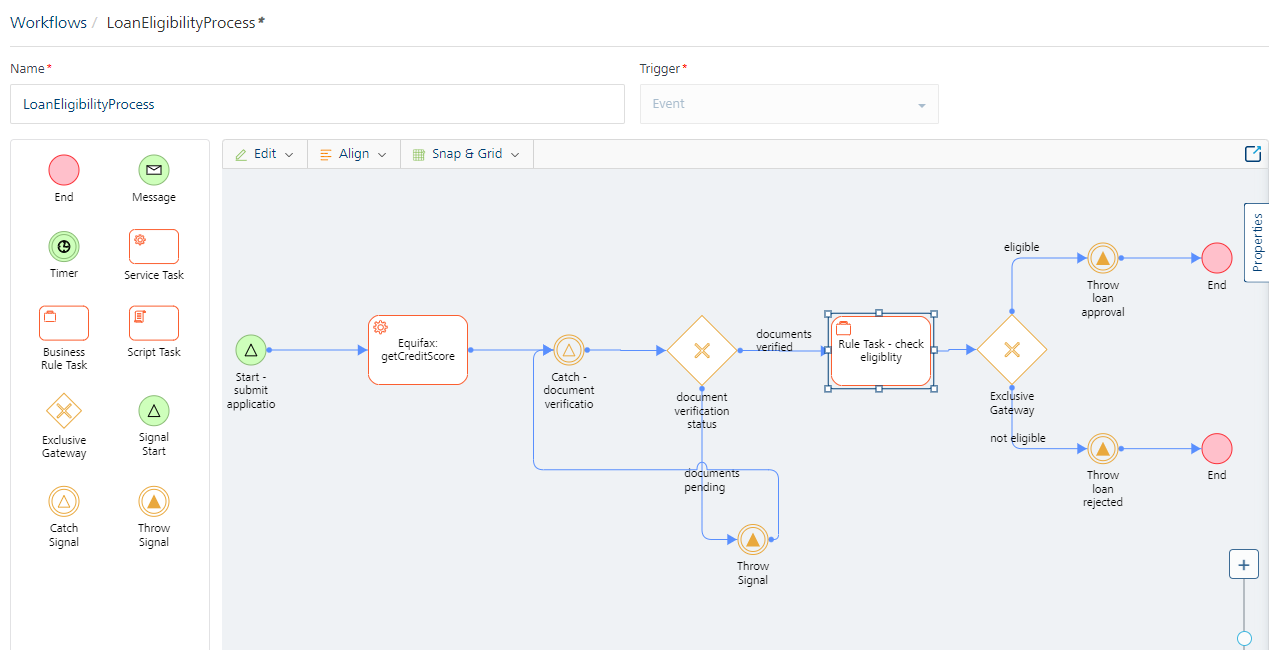 Workflows / LoanEligibilityProcess*
Name*
Trigger*
LoanEligibilityProcess
Event
Edit
Align
Snap & Grid
Properties
End
Message
Timer
Service Task
Business
Rule Task
Script Task
Exclusive
Gateway
Signal
Start
Catch
Signal
Throw
Signal
Start -
submit
applicatio
Equifax:
getCreditScore
Catch -
document
verificatio
document
verification
status
documents
verified
documents
pending
Throw
Signal
Rule Task - check
eligiblity
Exclusive
Gateway
eligible
Throw
loan
approval
End
not eligible
Throw
loan
rejected
End
+